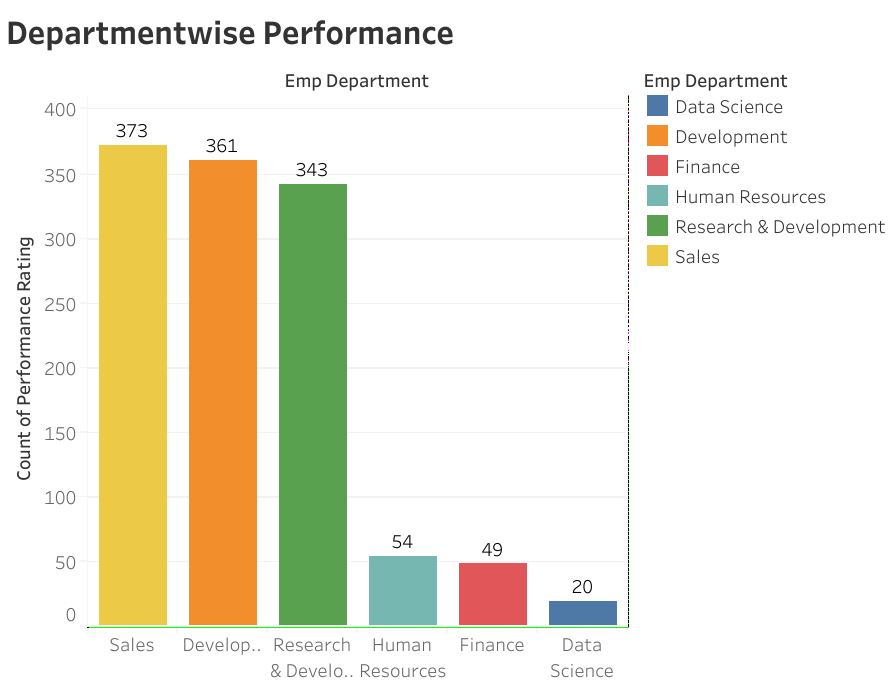 Departmentwise Performance
Emp Department
400
350
300
250
200
150
100
50
0
Count of Performance Rating
373
361
343
54
49
20
Sales
Develop..
Research
& Develo..
Human
Resources
Finance
Data
Science
Emp Department
Data Science
Development
Finance
Human Resources
Research & Development
Sales